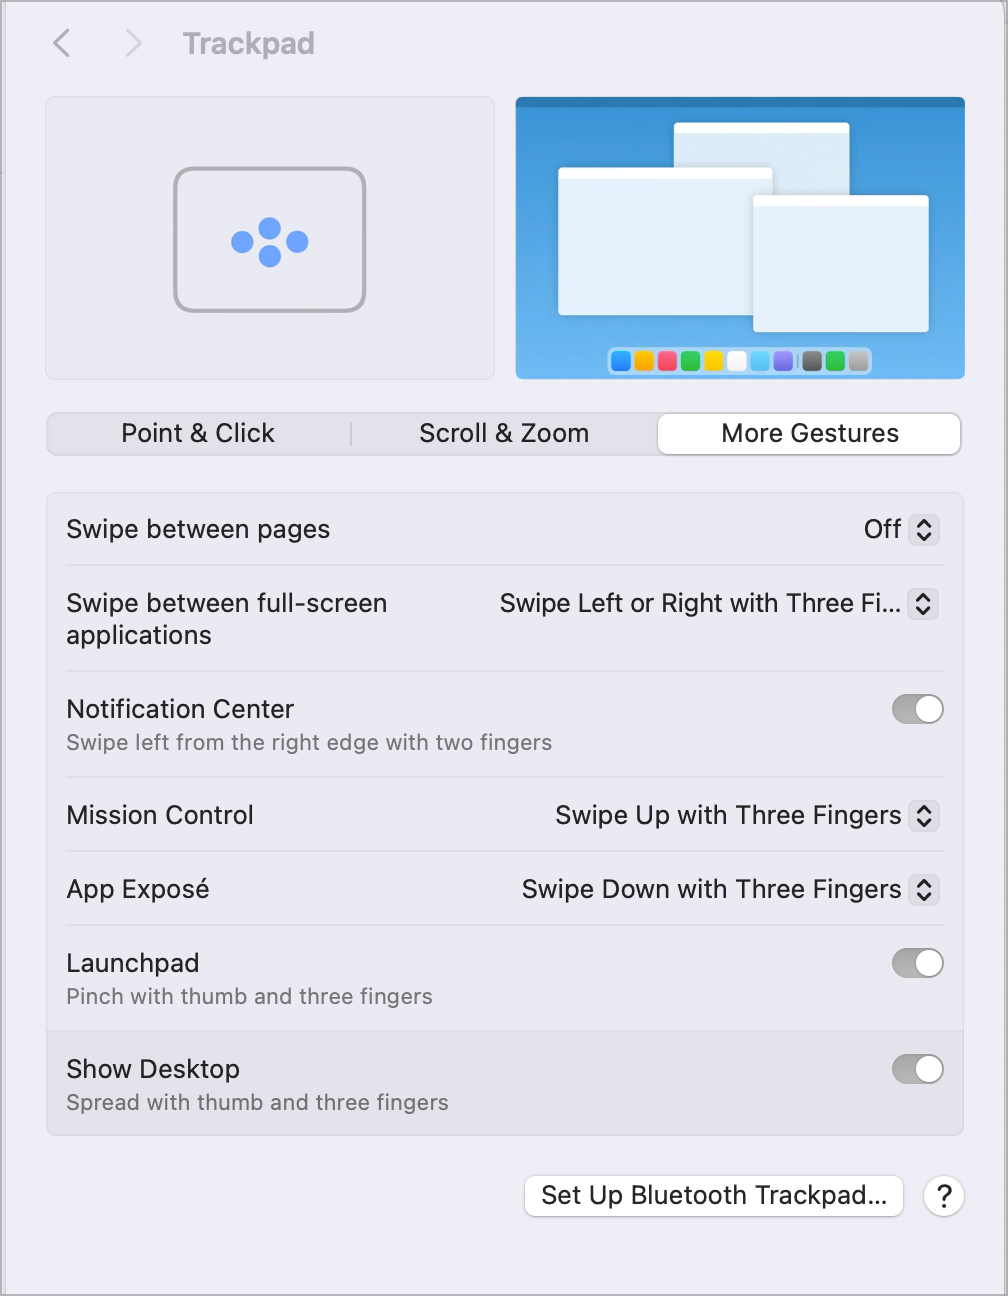 Trackpad
Point & Click
Scroll & Zoom
More Gestures
Swipe between pages
Off
Swipe between full-screen
applications
Swipe Left or Right with Three Fi...
Notification Center
Swipe left from the right edge with two fingers
Mission Control
Swipe Up with Three Fingers
App Exposé
Swipe Down with Three Fingers
Launchpad
Pinch with thumb and three fingers
Show Desktop
Spread with thumb and three fingers
Set Up Bluetooth Trackpad...
?